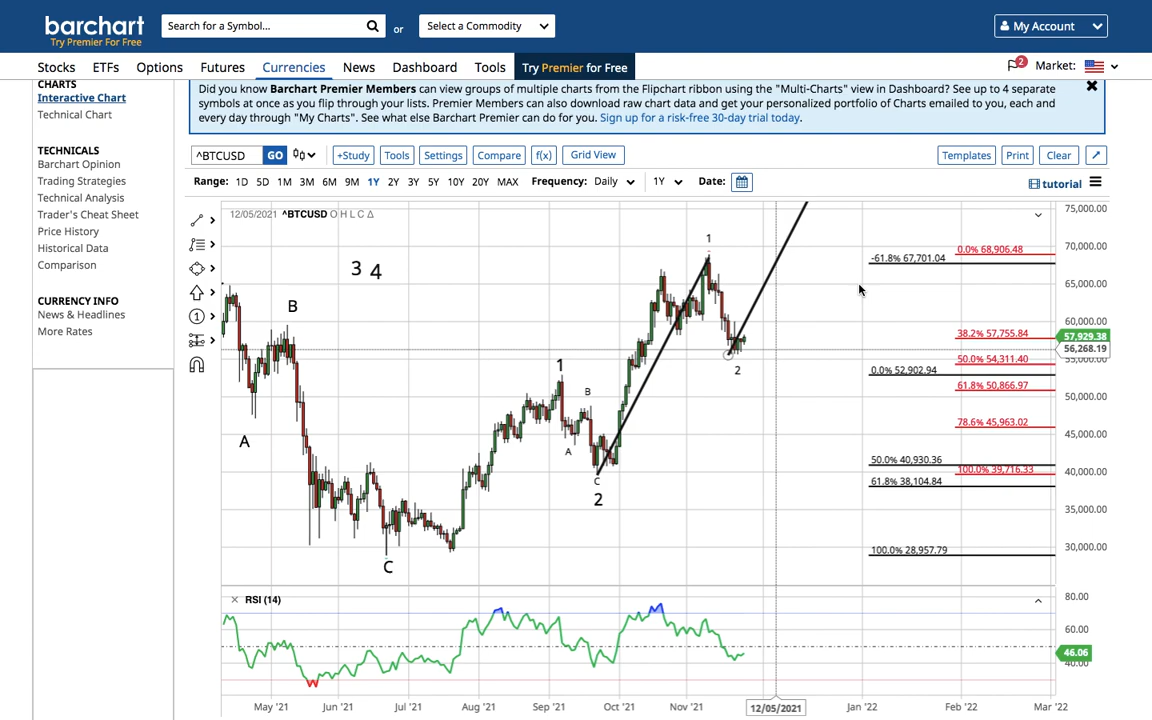 barchart
Try Premier For Free
Search for a Symbol...
or
Select a Commodity
My Account
Stocks ETFs Options Futures Currencies News Dashboard Tools Try Premier for Free
2 Market:
CHARTS
Interactive Chart
Technical Chart
TECHNICALS
Barchart Opinion
Trading Strategies
Technical Analysis
Trader's Cheat Sheet
Price History
Historical Data
Comparison
CURRENCY INFO
News & Headlines
More Rates
Did you know Barchart Premier Members can view groups of multiple charts from the Flipchart ribbon using the "Multi-Charts" view in Dashboard? See up to 4 separate
symbols at once as you flip through your lists. Premier Members can also download raw chart data and get your personalized portfolio of Charts emailed to you, each and
every day through "My Charts". See what else Barchart Premier can do for you. Sign up for a risk-free 30-day trial today.
^BTCUSD GO +Study Tools Settings Compare f(x) Grid View Templates Print Clear
Range: 1D 5D 1M 3M 6M 9M 1Y 2Y 3Y 5Y 10Y 20Y MAX Frequency: Daily 1Y Date:
tutorial
12/05/2021 ^BTCUSD O H L C Δ
75,000.00
70,000.00
65,000.00
60,000.00
57,929.38
56,268.19
55,000.00
50,000.00
45,000.00
40,000.00
35,000.00
30,000.00
0.0% 68,906.48
-61.8% 67,701.04
38.2% 57,755.84
50.0% 54,311.40
0.0% 52,902.94
61.8% 50,866.97
78.6% 45,963.02
50.0% 40,930.36
100.0% 39,716.33
61.8% 38,104.84
100.0% 28,957.79
3 4
1
B
2
1
B
A
A
C
2
C
1
RSI (14)
80.00
60.00
46.06
40.00
May '21 Jun '21 Jul '21 Aug '21 Sep '21 Oct '21 Nov '21 12/05/2021 Jan '22 Feb '22 Mar '22